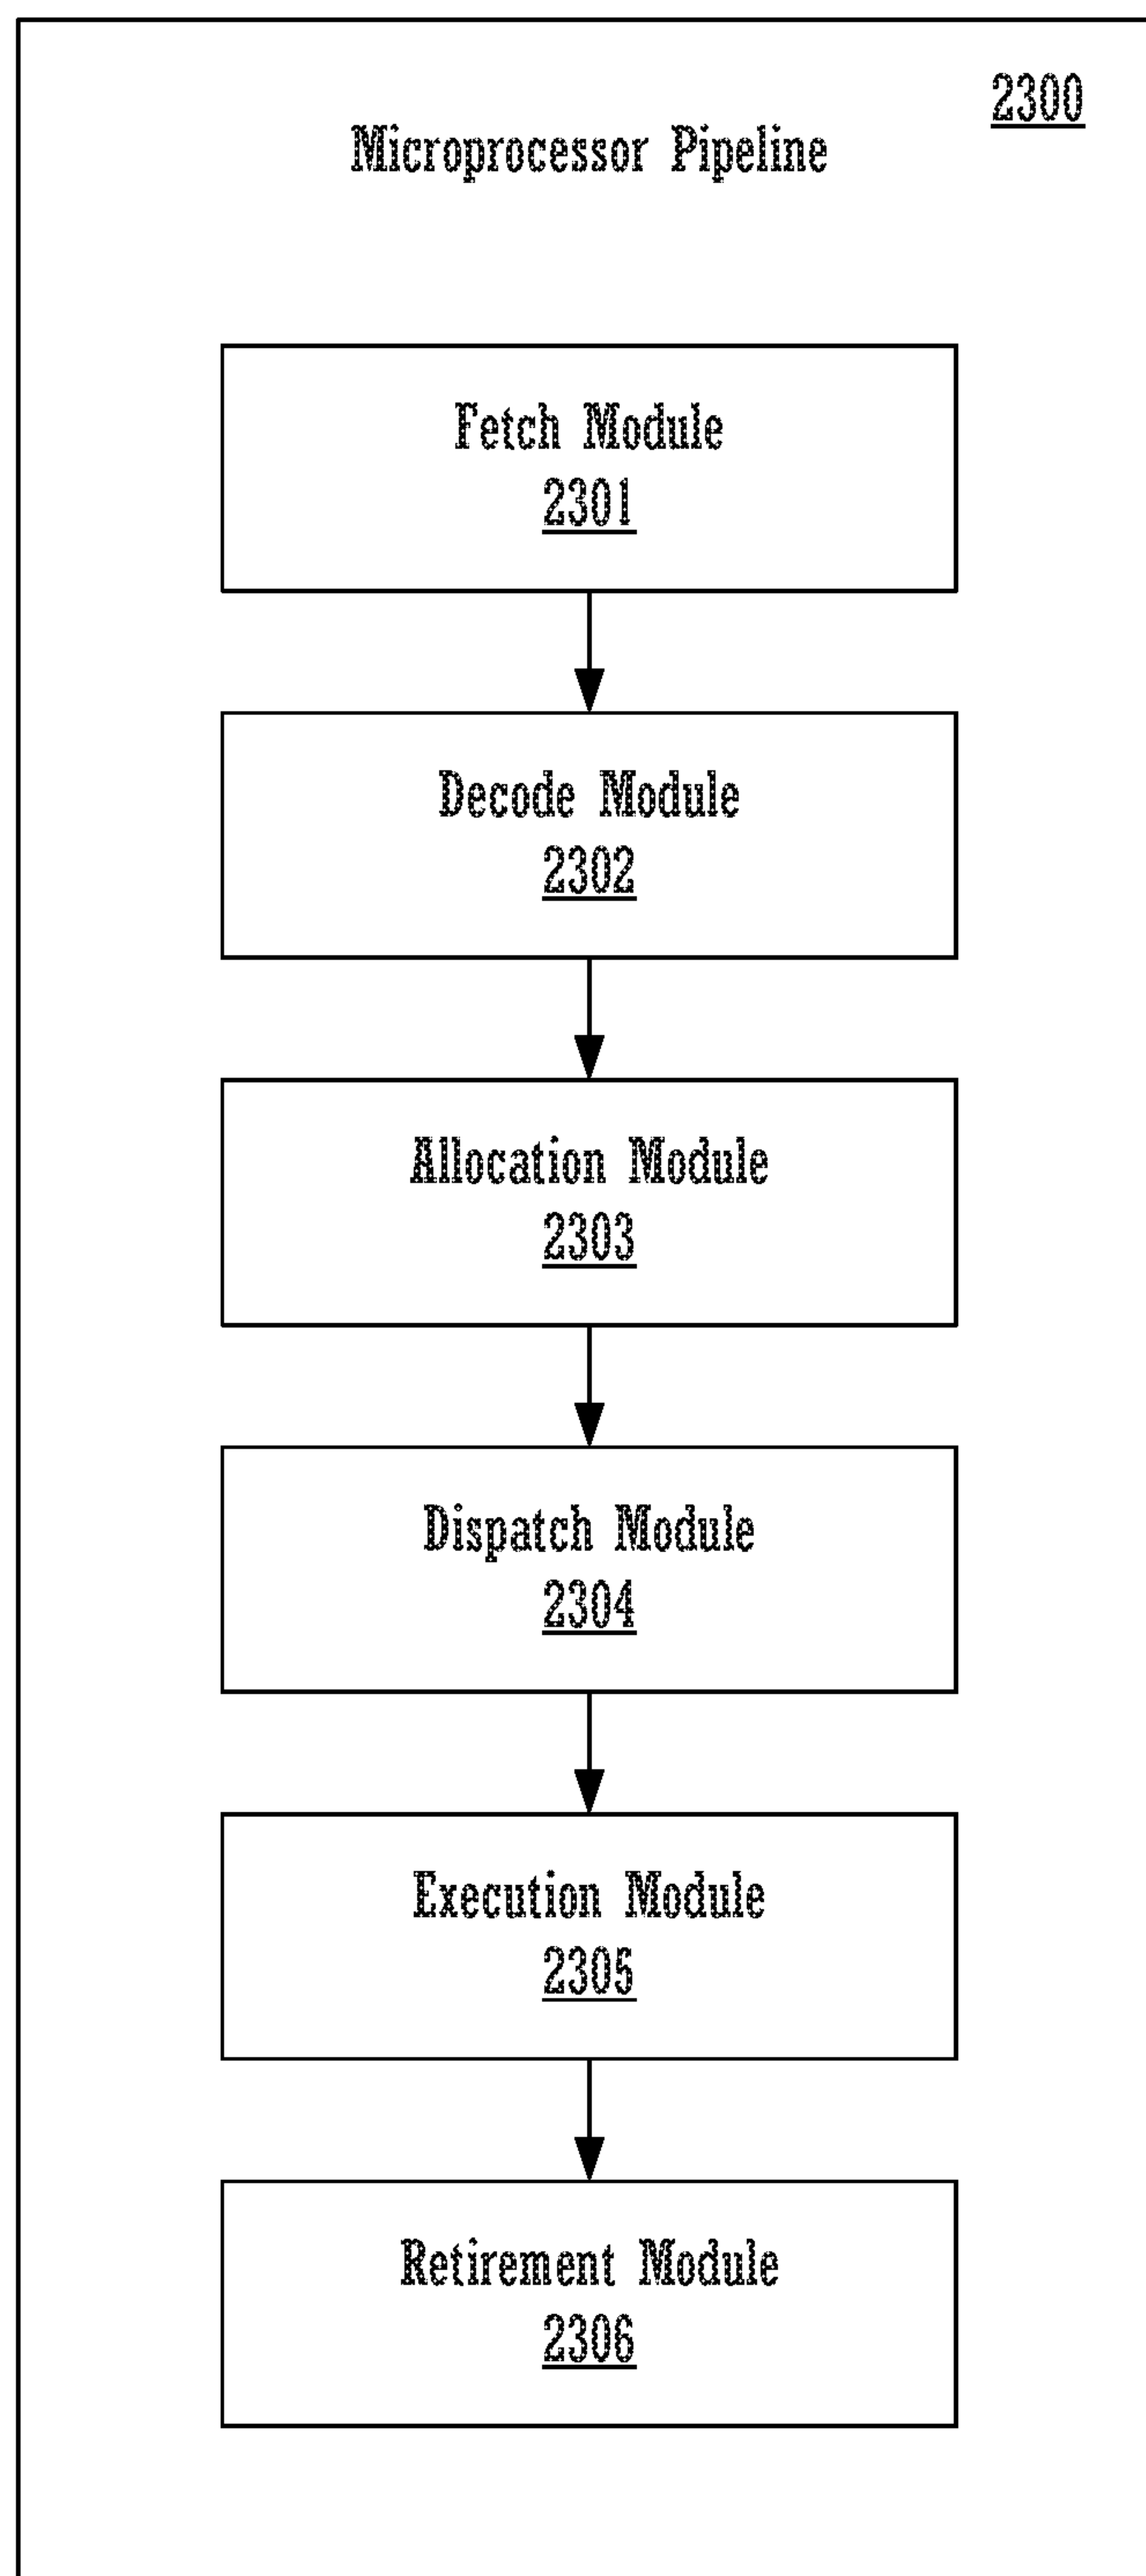 2300
Microprocessor Pipeline
Fetch Module
2301
Decode Module
2302
Allocation Module
2303
Dispatch Module
2304
Execution Module
2305
Retirement Module
2306